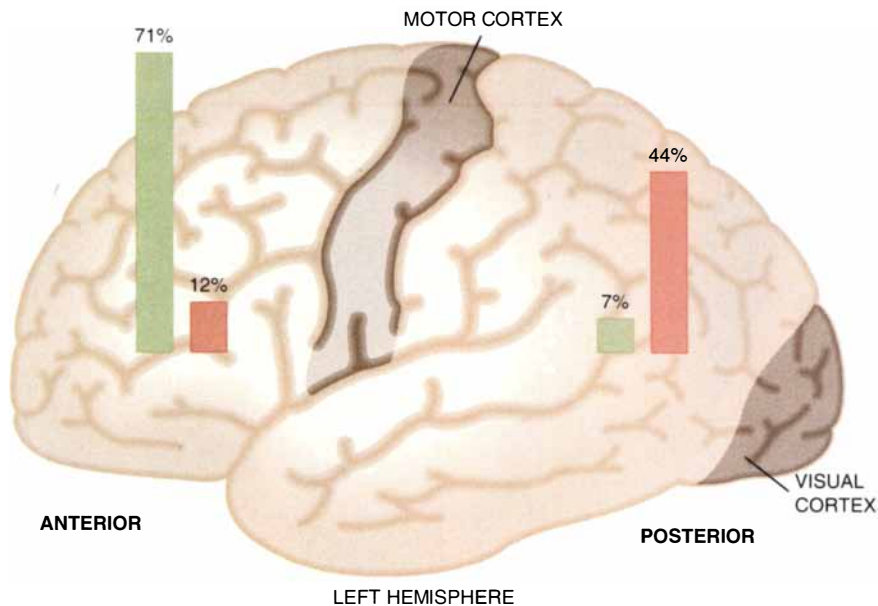 MOTOR CORTEX
71%
44%
12%
7%
VISUAL
CORTEX
ANTERIOR
POSTERIOR
LEFT HEMISPHERE